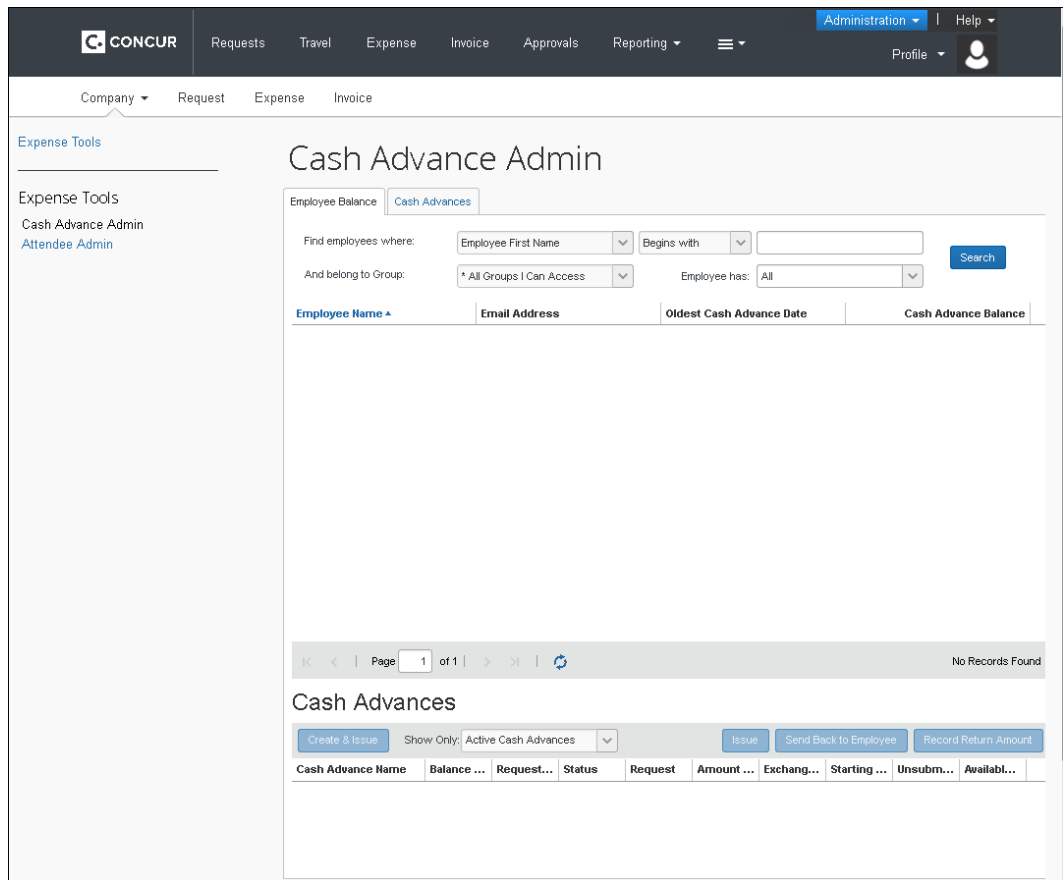 Administration | Help
C. CONCUR Requests Travel Expense Invoice Approvals Reporting
Profile
Company Request Expense Invoice
Expense Tools
Expense Tools
Cash Advance Admin
Attendee Admin
Cash Advance Admin
Employee Balance Cash Advances
Find employees where: Employee First Name Begins with
Search
And belong to Group: * All Groups I Can Access Employee has: All
Employee Name Email Address Oldest Cash Advance Date Cash Advance Balance
Page 1 of 1 No Records Found
Cash Advances
Create & Issue Show Only: Active Cash Advances Issue Send Back to Employee Record Return Amount
Cash Advance Name Balance ... Request... Status Request Amount ... Exchang... Starting ... Unsubm... Availabl...